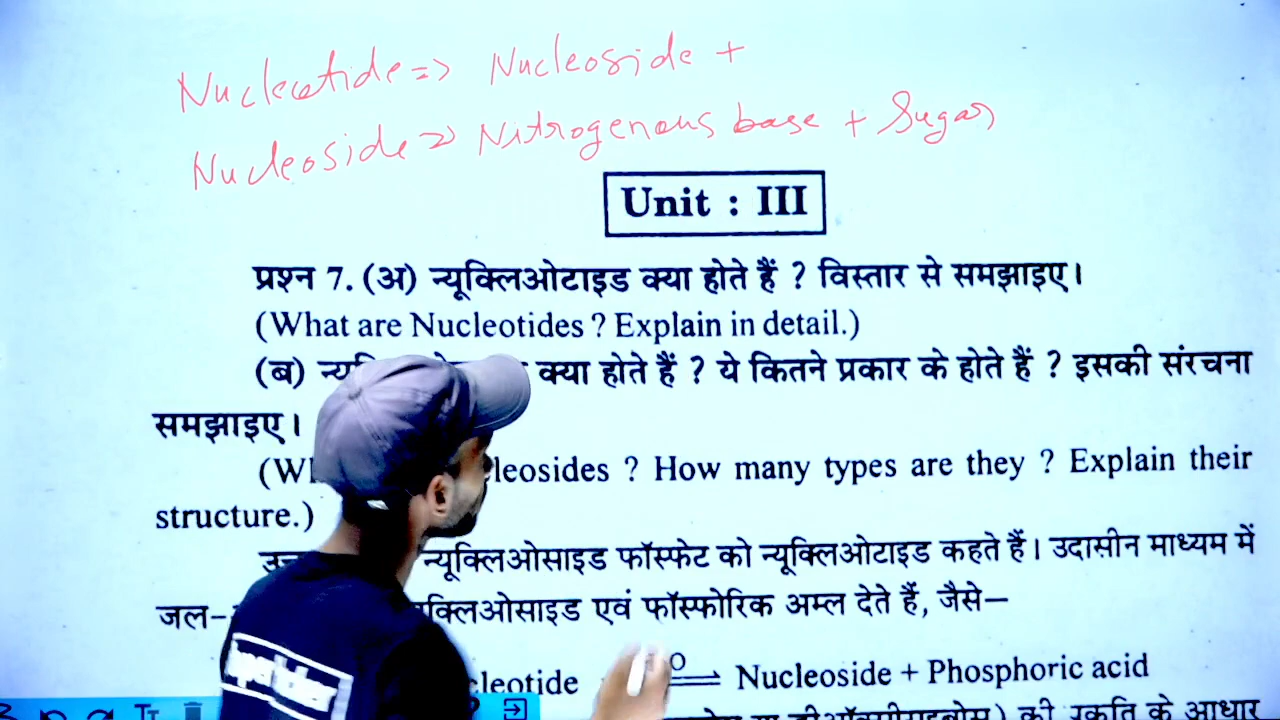 Nucleotide => Nucleoside +
Nucleoside => Nitrogenous base + Sugar
Unit : III
प्रश्न 7. (अ) न्यूक्लिओटाइड क्या होते हैं ? विस्तार से समझाइए।
(What are Nucleotides ? Explain in detail.)
(ब) क्या होते हैं ? ये कितने प्रकार के होते हैं ? इसकी संरचना
समझाइए।
leosides ? How many types are they ? Explain their
structure.)
न्यूक्लिओसाइड फॉस्फेट को न्यूक्लिओटाइड कहते हैं। उदासीन माध्यम में
जल- क्लिओसाइड एवं फॉस्फोरिक अम्ल देते हैं, जैसे—
cleotide ⇌ Nucleoside + Phosphoric acid
की प्रकृति के आधार